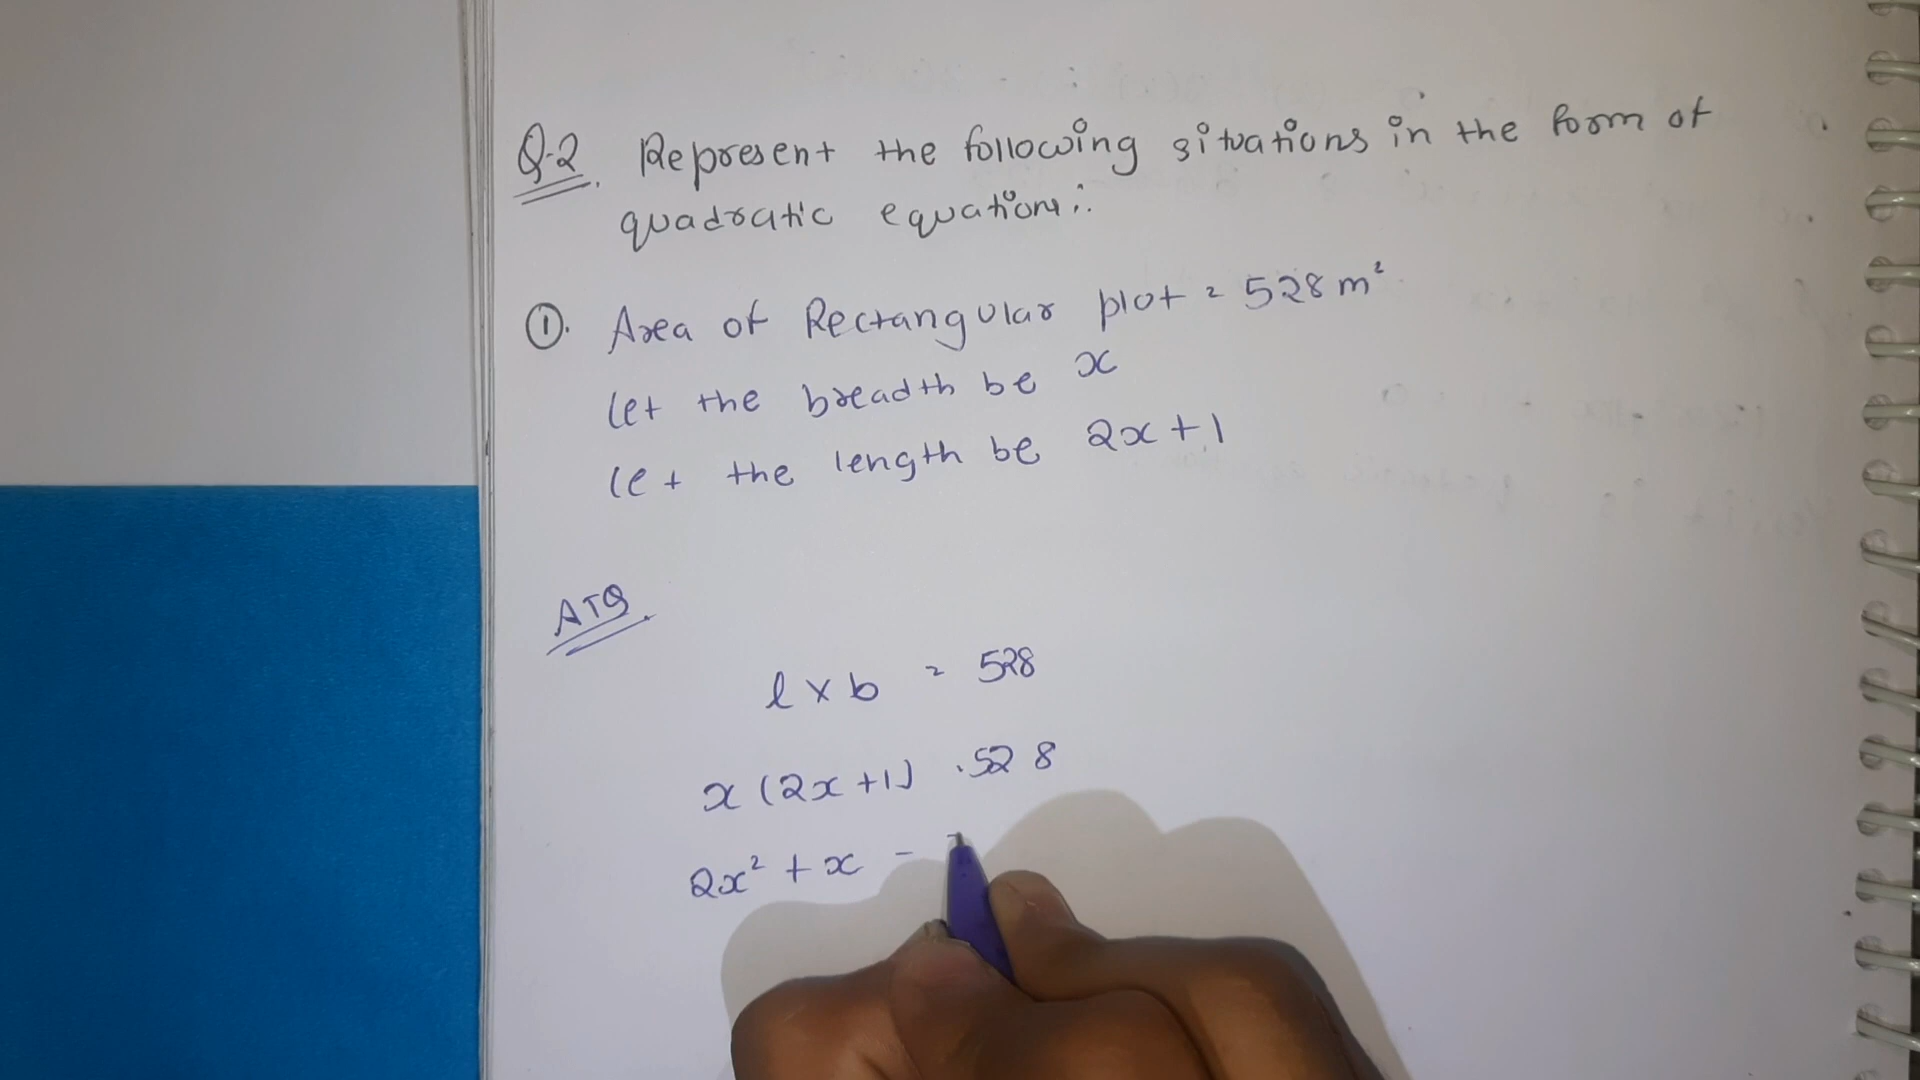 Q-2. Represent the following situations in the form of
quadratic equations:
①. Area of Rectangular plot = 528 m²
let the breadth be x
let the length be 2x + 1
ATQ.
l x b = 528
x (2x + 1) . 528
2x² + x -